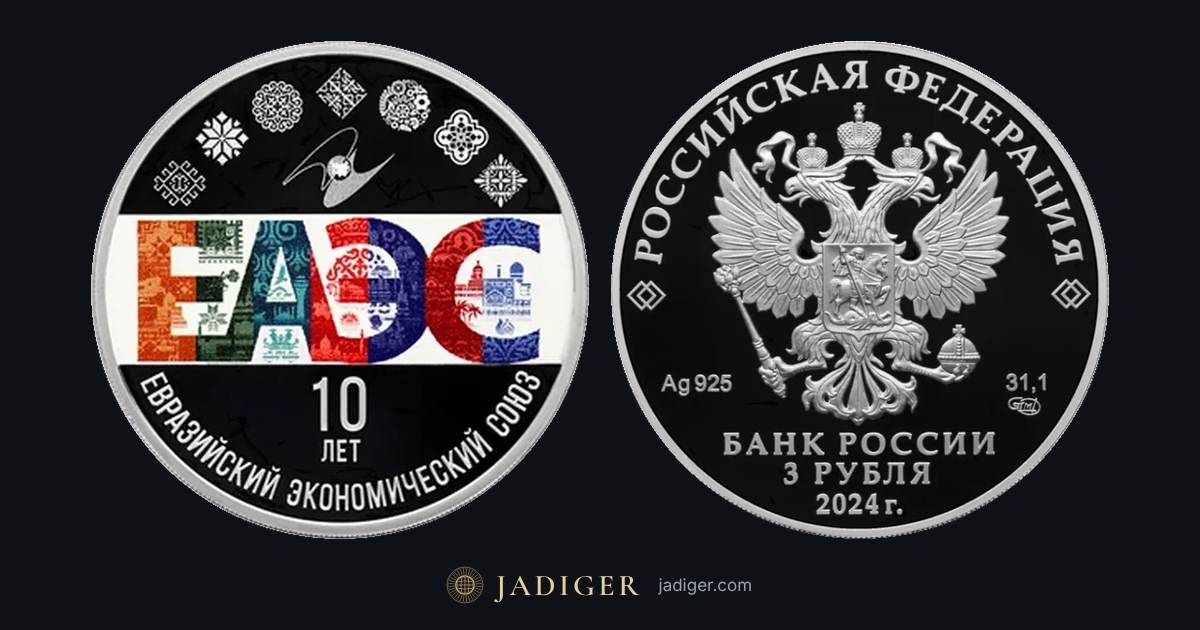 ЕАЭС
10
ЛЕТ
ЕВРАЗИЙСКИЙ ЭКОНОМИЧЕСКИЙ СОЮЗ
РОССИЙСКАЯ ФЕДЕРАЦИЯ
Ag 925
31,1
БАНК РОССИИ
3 РУБЛЯ
2024 г.
JADIGER
jadiger.com